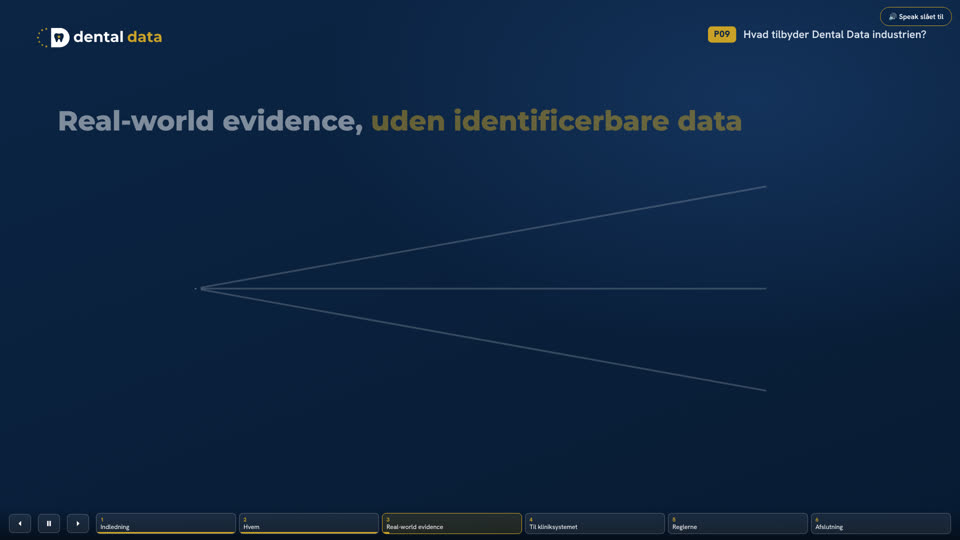 🔊 Speak slået til
dental data
P09 Hvad tilbyder Dental Data industrien?
Real-world evidence, uden identificerbare data
1
Indledning
2
Hvem
3
Real-world evidence
4
Til kliniksystemet
5
Reglerne
6
Afslutning